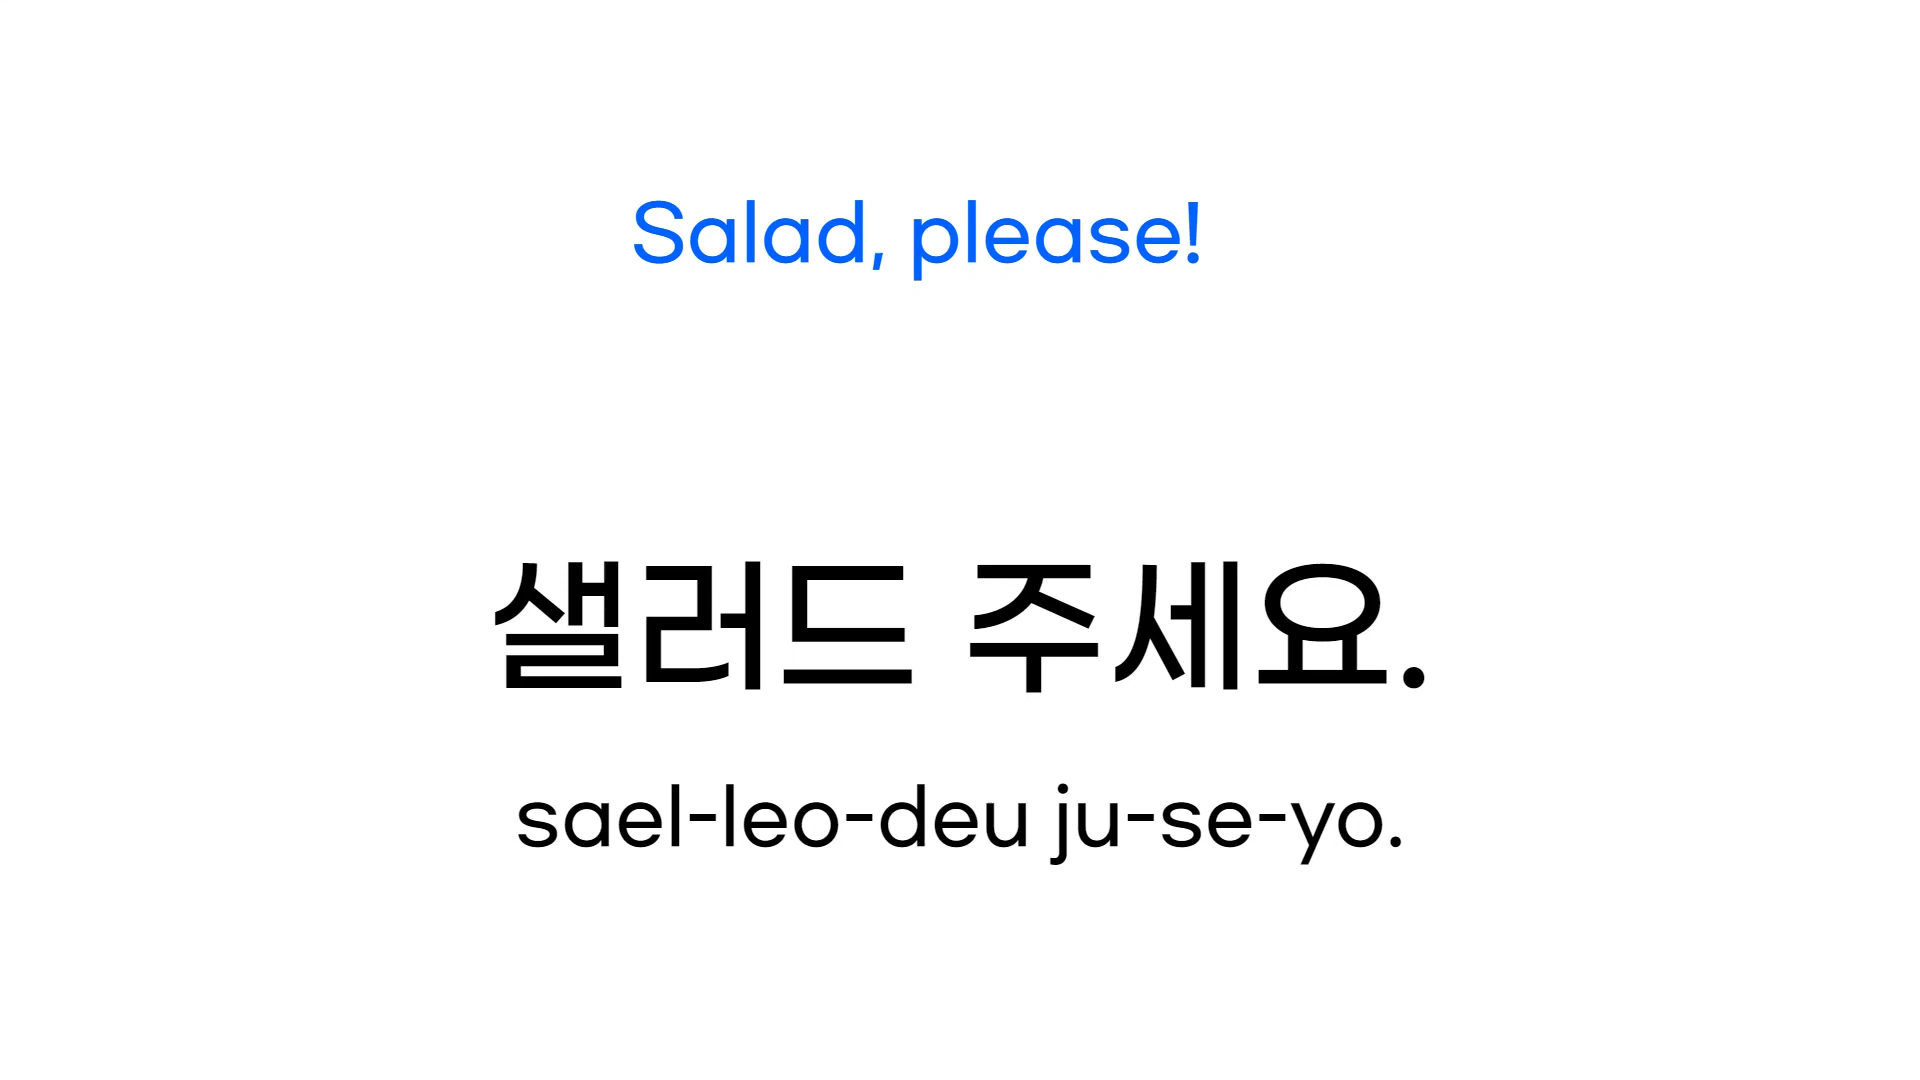 Salad, please!
샐러드 주세요.
sael-leo-deu ju-se-yo.